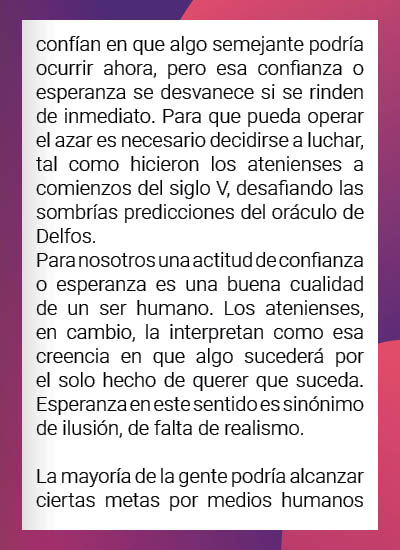 confían en que algo semejante podría
ocurrir ahora, pero esa confianza o
esperanza se desvanece si se rinden
de inmediato. Para que pueda operar
el azar es necesario decidirse a luchar,
tal como hicieron los atenienses a
comienzos del siglo V, desafiando las
sombrías predicciones del oráculo de
Delfos.
Para nosotros una actitud de confianza
o esperanza es una buena cualidad
de un ser humano. Los atenienses,
en cambio, la interpretan como esa
creencia en que algo sucederá por
el solo hecho de querer que suceda.
Esperanza en este sentido es sinónimo
de ilusión, de falta de realismo.
La mayoría de la gente podría alcanzar
ciertas metas por medios humanos